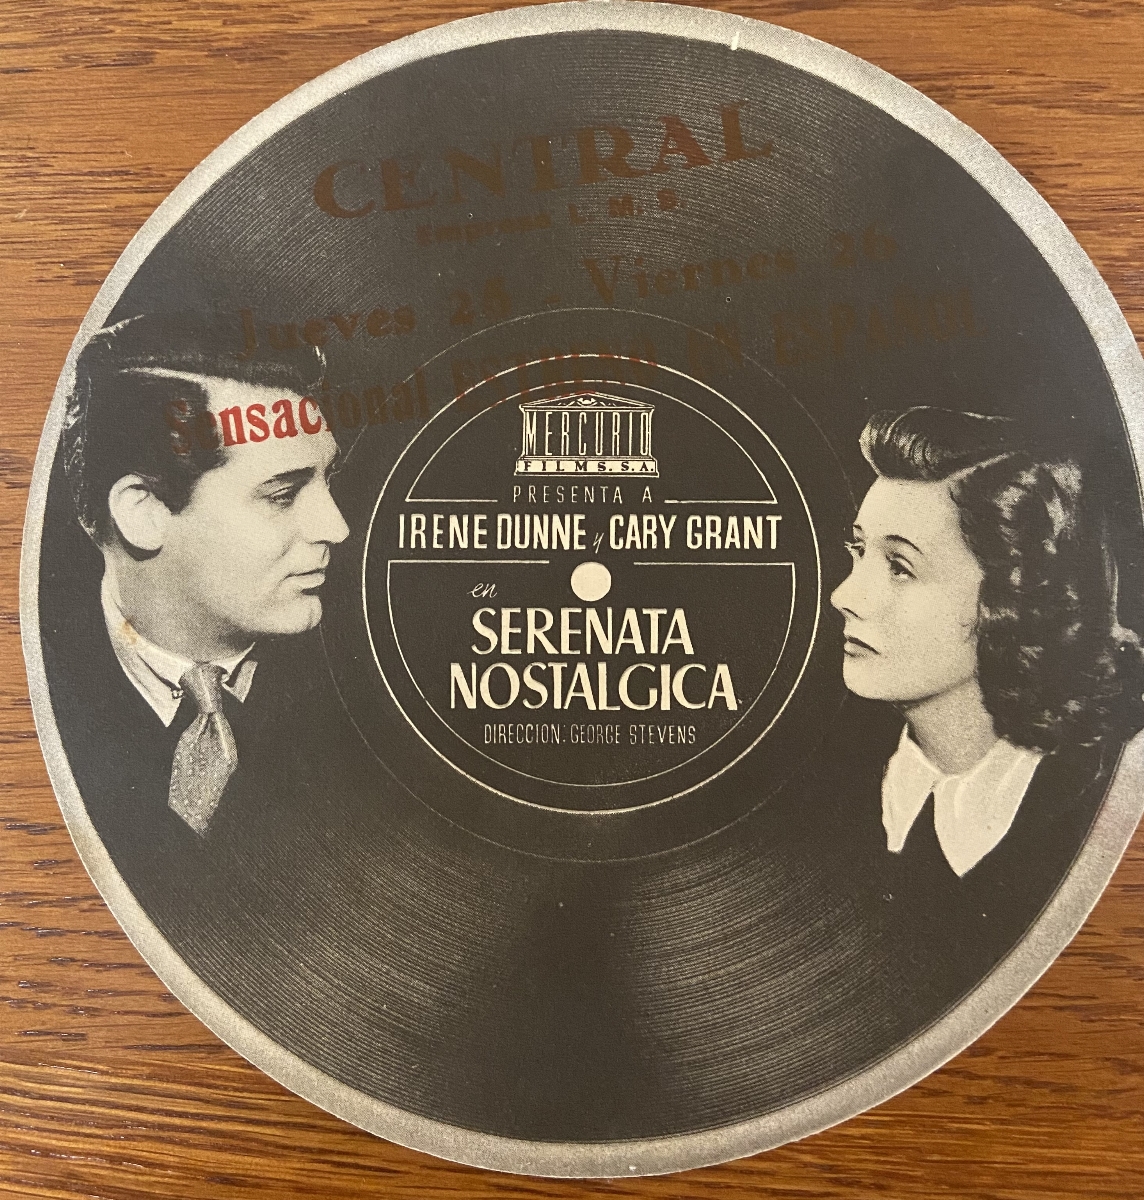 CENTRAL
Empresa L. M. B
Jueves 25 - Viernes 26
Sensacional ESTRENO EN ESPAÑOL
MERCURIO
FILMS. S.A.
PRESENTA A
IRENE DUNNE y CARY GRANT
en
SERENATA
NOSTALGICA
DIRECCION: GEORGE STEVENS